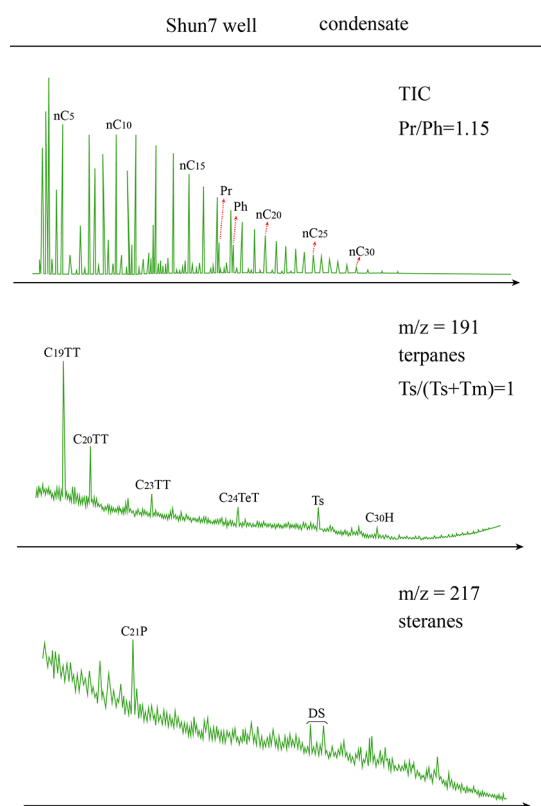 Shun7 well condensate
TIC
Pr/Ph=1.15
nC5
nC10
nC15
Pr
Ph
nC20
nC25
nC30
m/z = 191
terpanes
Ts/(Ts+Tm)=1
C19TT
C20TT
C23TT
C24TeT
Ts
C30H
m/z = 217
steranes
C21P
DS